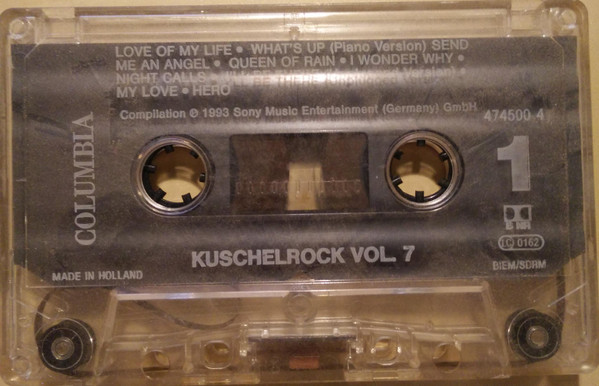 LOVE OF MY LIFE • WHAT'S UP (Piano Version) SEND
ME AN ANGEL • QUEEN OF RAIN • I WONDER WHY •
NIGHT CALLS •
MY LOVE • HERO
Compilation ℗ 1993 Sony Music Entertainment (Germany) GmbH
474500 4
COLUMBIA
1
B NR
LC 0162
KUSCHELROCK VOL. 7
MADE IN HOLLAND
BIEM/SDRM